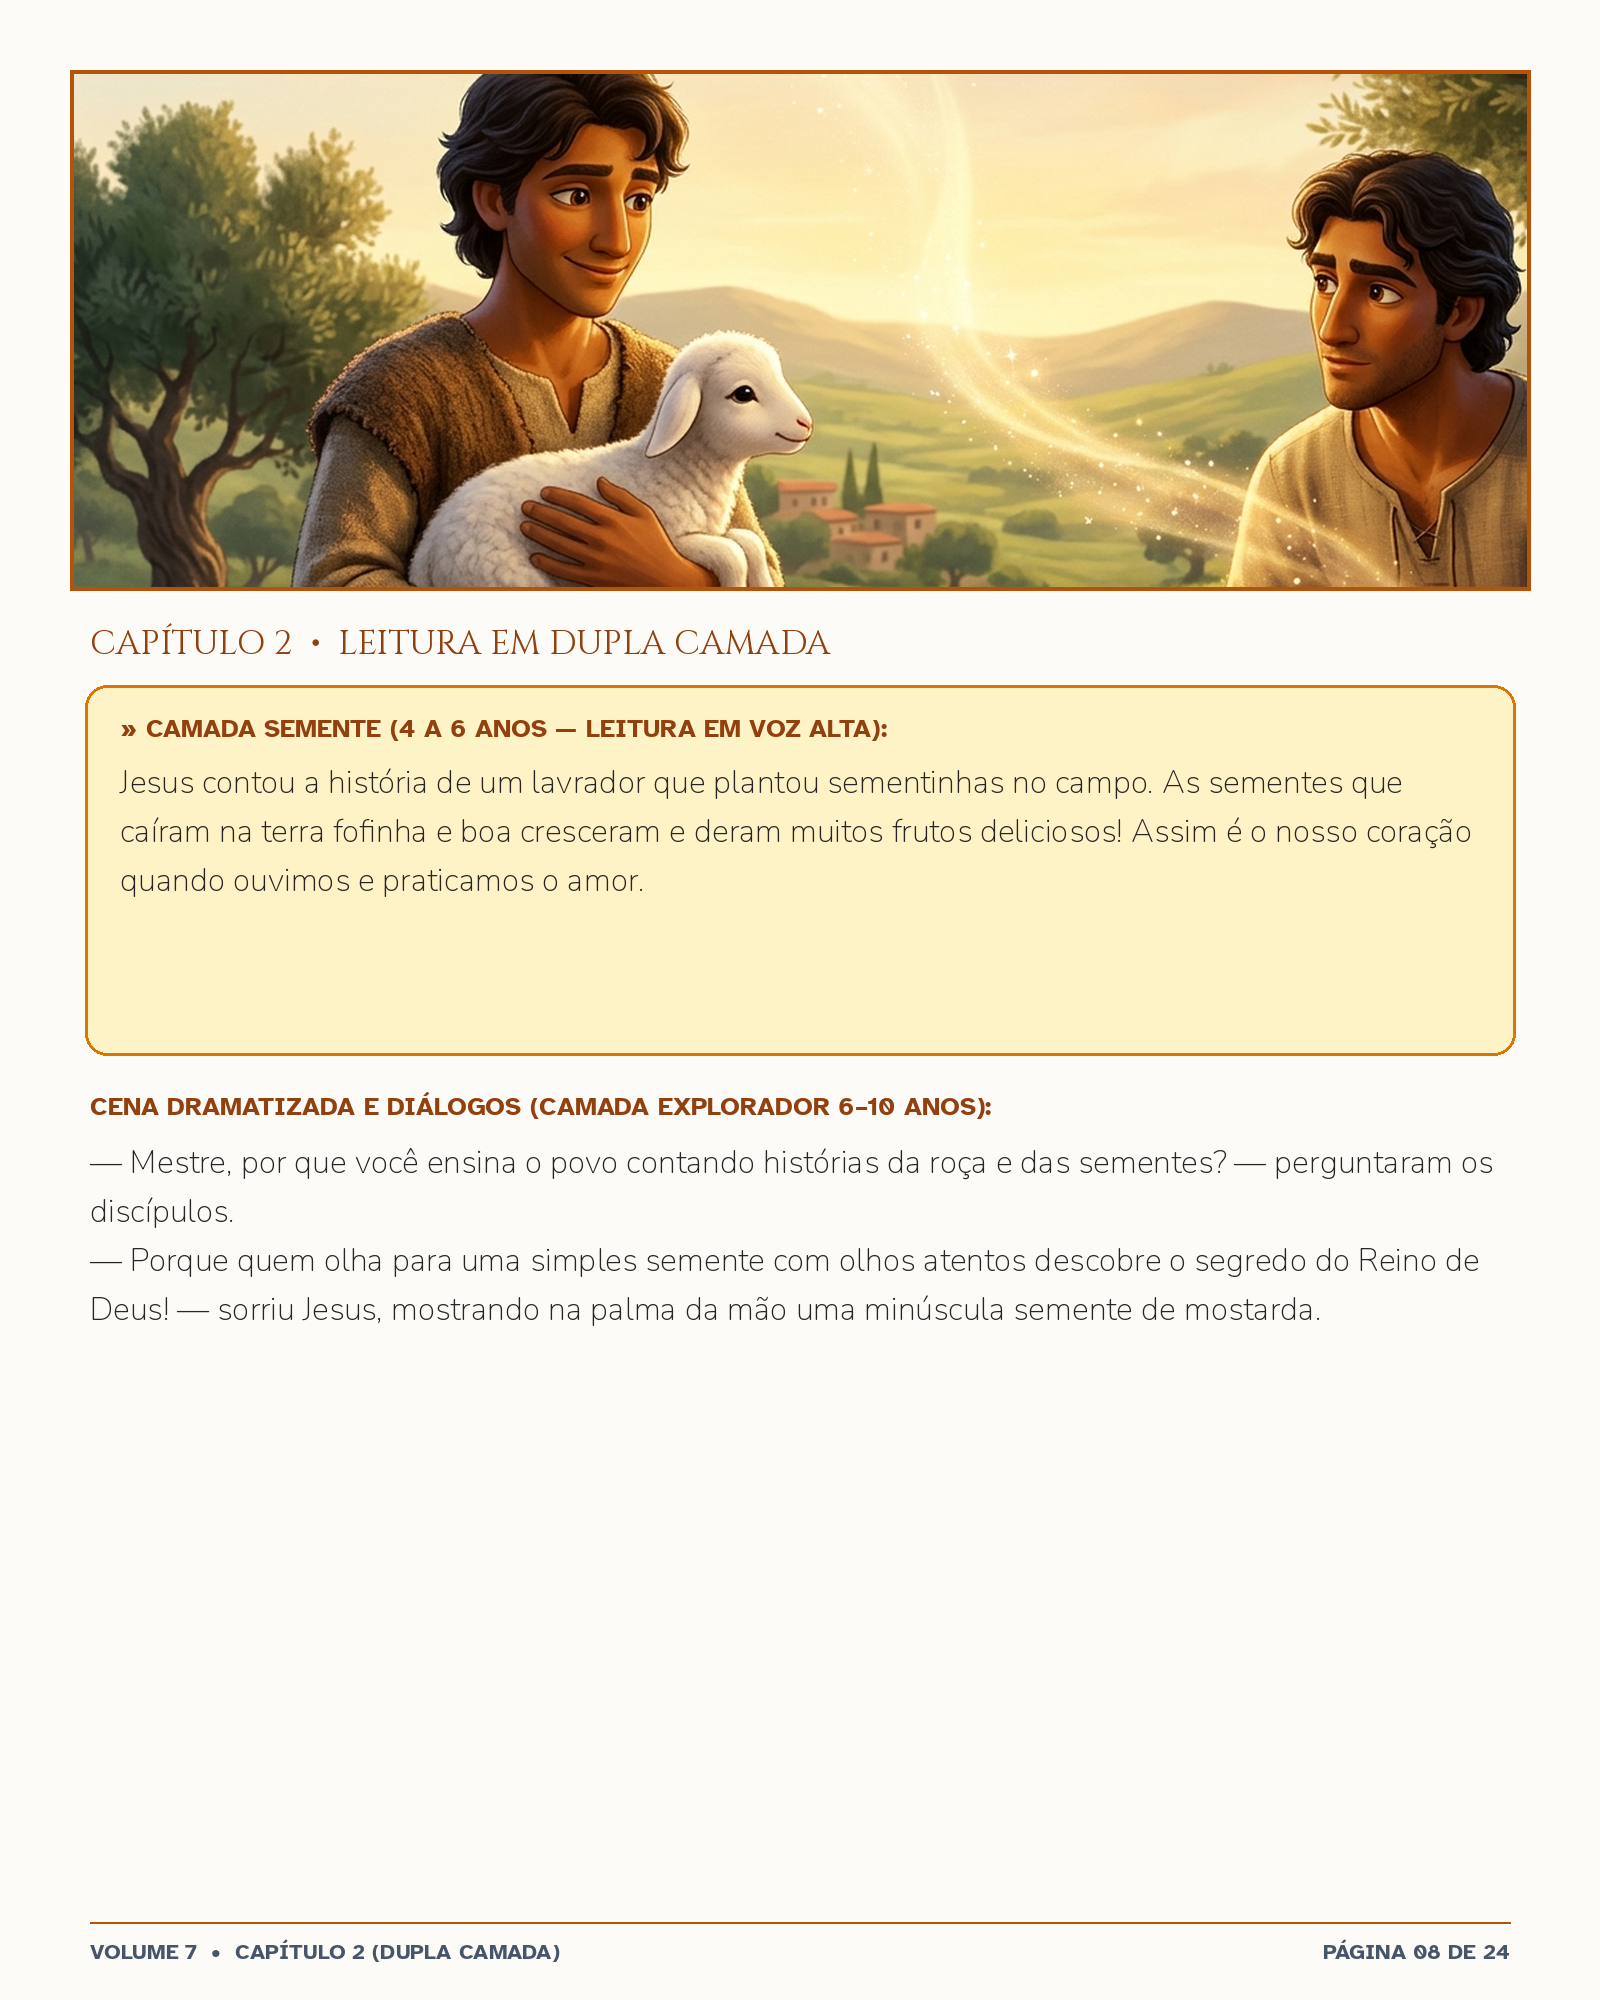 CAPÍTULO 2 • LEITURA EM DUPLA CAMADA
» CAMADA SEMENTE (4 A 6 ANOS — LEITURA EM VOZ ALTA):
Jesus contou a história de um lavrador que plantou sementinhas no campo. As sementes que
caíram na terra fofinha e boa cresceram e deram muitos frutos deliciosos! Assim é o nosso coração
quando ouvimos e praticamos o amor.
CENA DRAMATIZADA E DIÁLOGOS (CAMADA EXPLORADOR 6–10 ANOS):
— Mestre, por que você ensina o povo contando histórias da roça e das sementes? — perguntaram os
discípulos.
— Porque quem olha para uma simples semente com olhos atentos descobre o segredo do Reino de
Deus! — sorriu Jesus, mostrando na palma da mão uma minúscula semente de mostarda.
VOLUME 7 • CAPÍTULO 2 (DUPLA CAMADA)
PÁGINA 08 DE 24